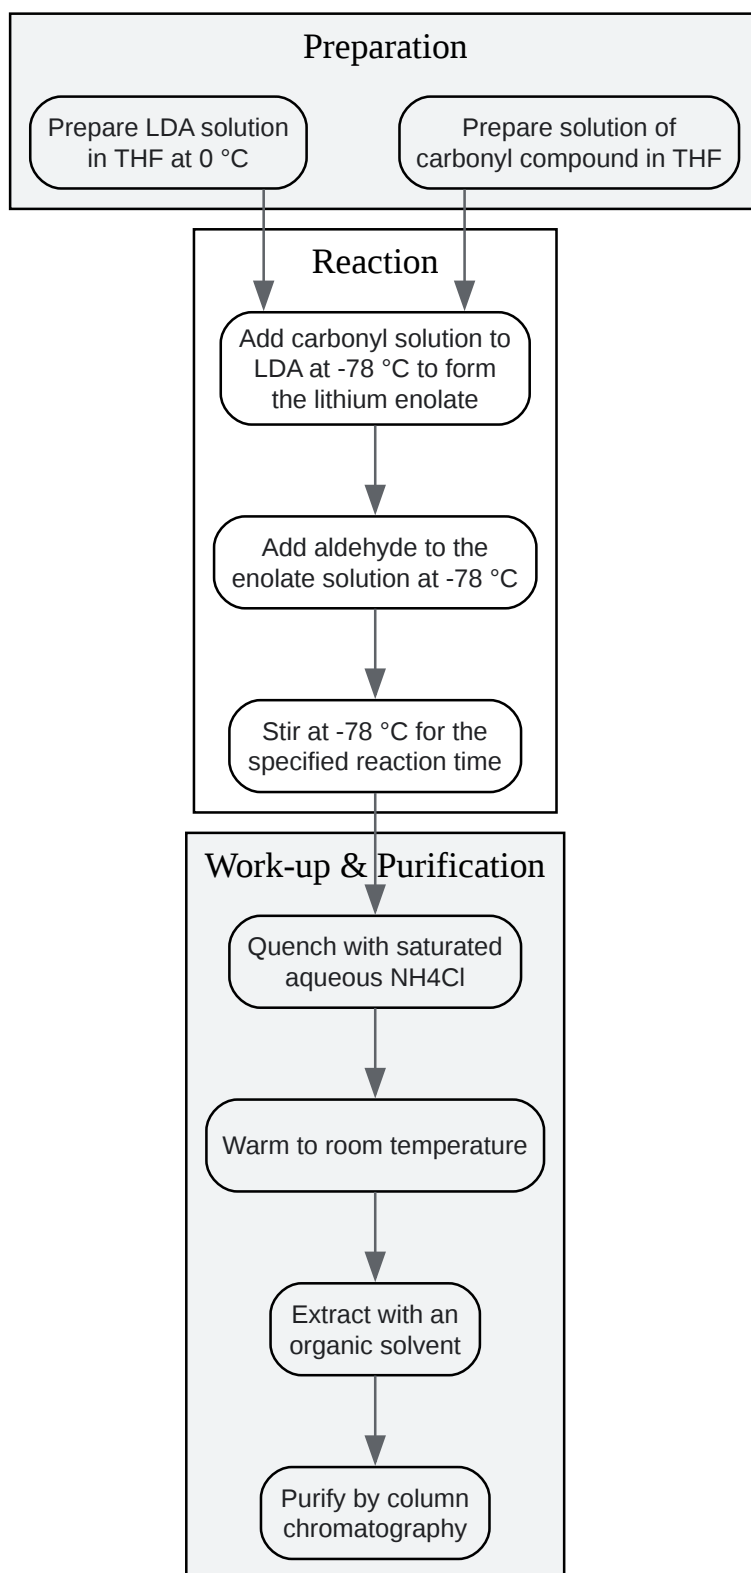 Preparation
Prepare LDA solution
in THF at 0 °C
Prepare solution of
carbonyl compound in THF
Reaction
Add carbonyl solution to
LDA at -78 °C to form
the lithium enolate
Add aldehyde to the
enolate solution at -78 °C
Stir at -78 °C for the
specified reaction time
Work-up & Purification
Quench with saturated
aqueous NH4Cl
Warm to room temperature
Extract with an
organic solvent
Purify by column
chromatography